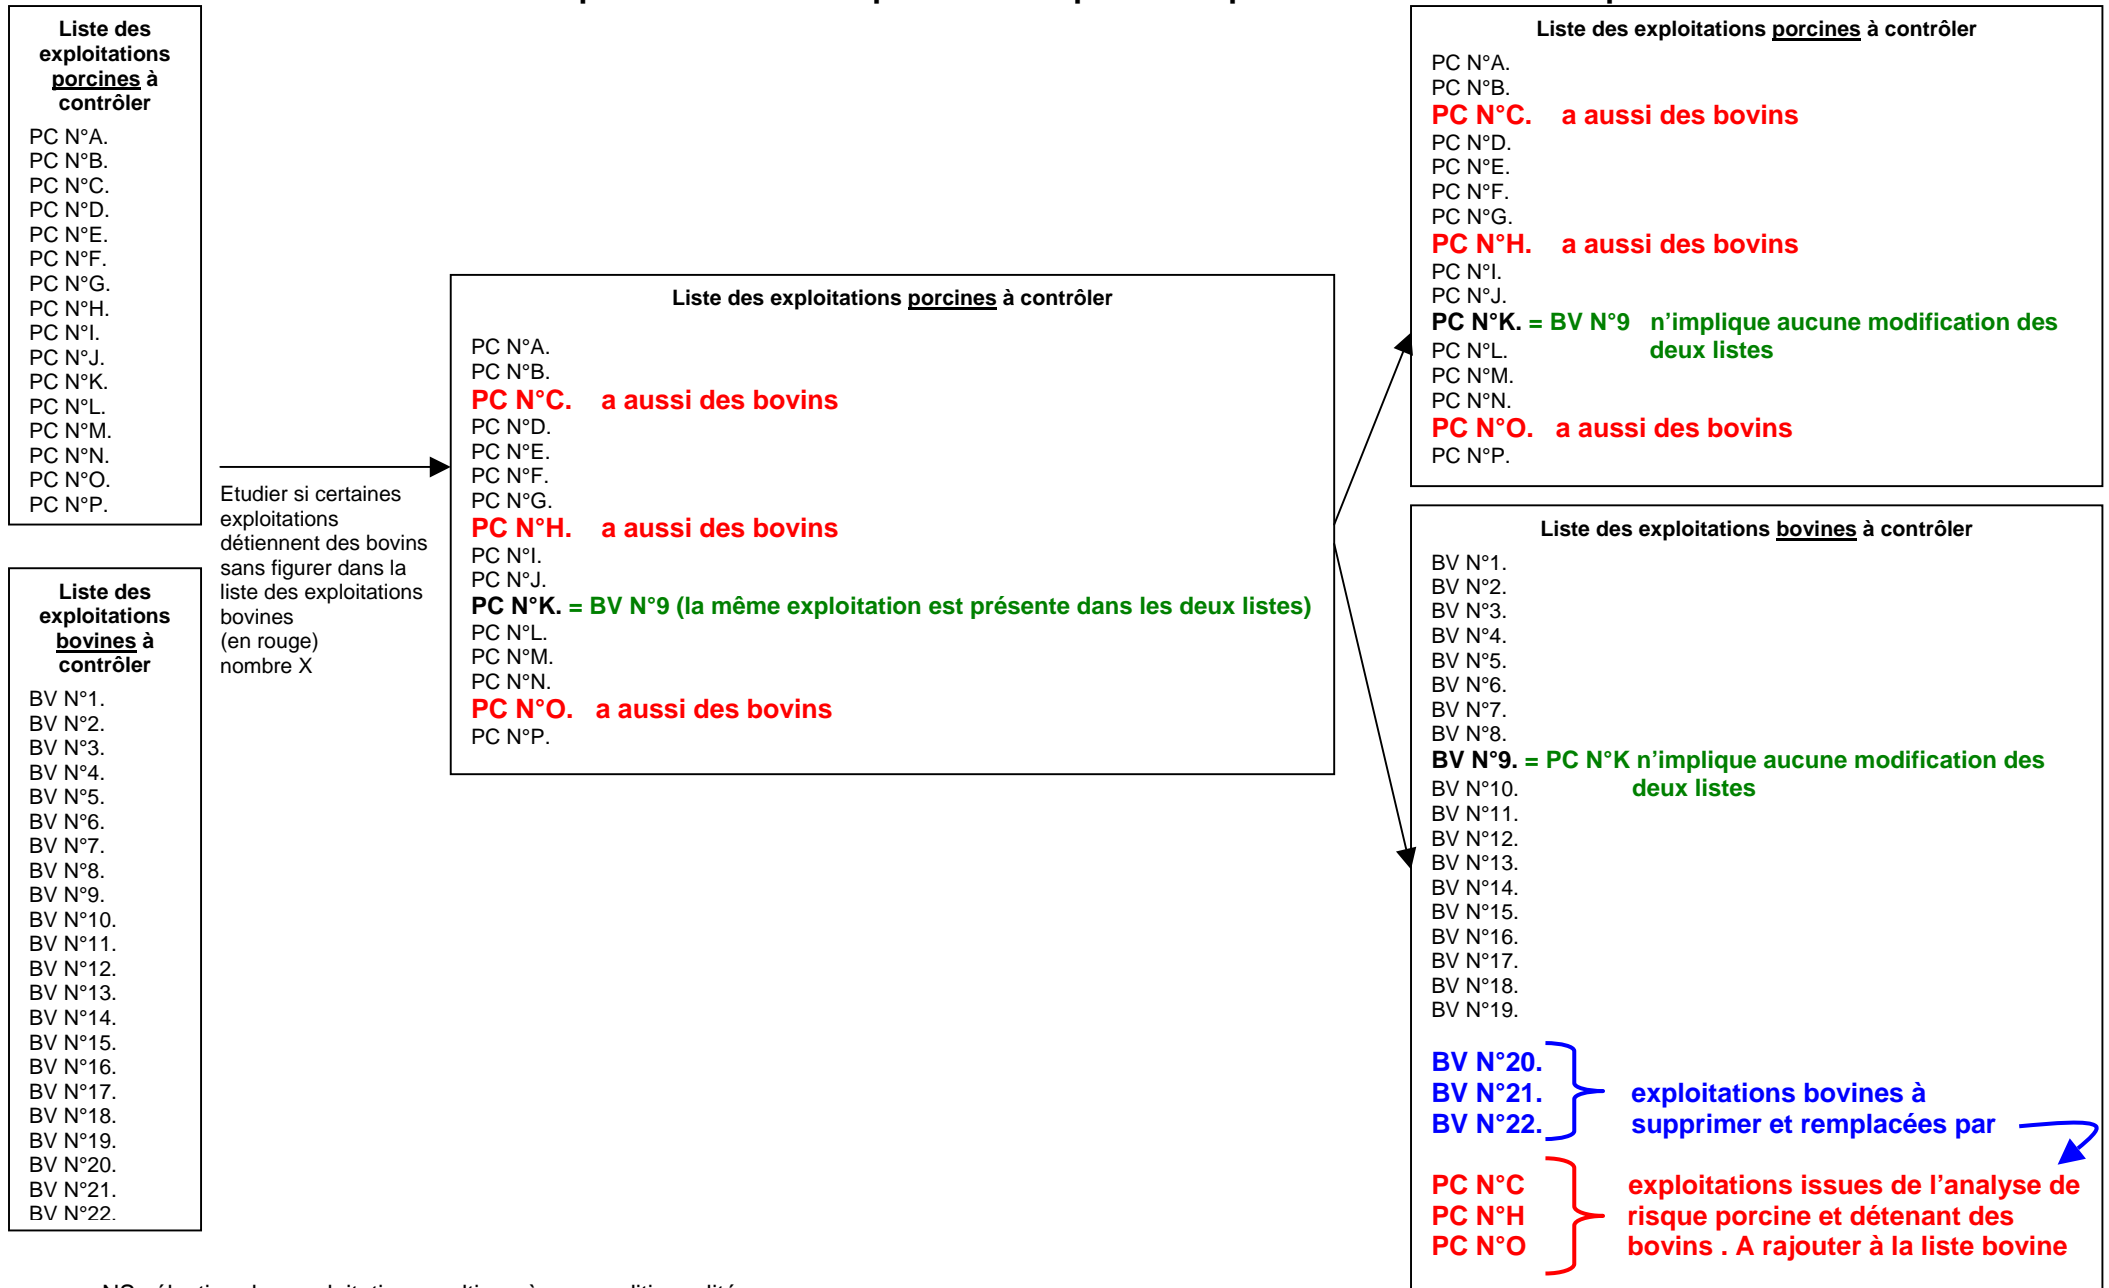 Liste des
exploitations
porcines à
contrôler
PC N°A.
PC N°B.
PC N°C.
PC N°D.
PC N°E.
PC N°F.
PC N°G.
PC N°H.
PC N°I.
PC N°J.
PC N°K.
PC N°L.
PC N°M.
PC N°N.
PC N°O.
PC N°P.
Liste des
exploitations
bovines à
contrôler
BV N°1.
BV N°2.
BV N°3.
BV N°4.
BV N°5.
BV N°6.
BV N°7.
BV N°8.
BV N°9.
BV N°10.
BV N°11.
BV N°12.
BV N°13.
BV N°14.
BV N°15.
BV N°16.
BV N°17.
BV N°18.
BV N°19.
BV N°20.
BV N°21.
BV N°22.
Etudier si certaines
exploitations
détiennent des bovins
sans figurer dans la
liste des exploitations
bovines
(en rouge)
nombre X
Liste des exploitations porcines à contrôler
PC N°A.
PC N°B.
PC N°C. a aussi des bovins
PC N°D.
PC N°E.
PC N°F.
PC N°G.
PC N°H. a aussi des bovins
PC N°I.
PC N°J.
PC N°K. = BV N°9 (la même exploitation est présente dans les deux listes)
PC N°L.
PC N°M.
PC N°N.
PC N°O. a aussi des bovins
PC N°P.
Liste des exploitations porcines à contrôler
PC N°A.
PC N°B.
PC N°C. a aussi des bovins
PC N°D.
PC N°E.
PC N°F.
PC N°G.
PC N°H. a aussi des bovins
PC N°I.
PC N°J.
PC N°K. = BV N°9 n'implique aucune modification des
PC N°L. deux listes
PC N°M.
PC N°N.
PC N°O. a aussi des bovins
PC N°P.
Liste des exploitations bovines à contrôler
BV N°1.
BV N°2.
BV N°3.
BV N°4.
BV N°5.
BV N°6.
BV N°7.
BV N°8.
BV N°9. = PC N°K n'implique aucune modification des
BV N°10. deux listes
BV N°11.
BV N°12.
BV N°13.
BV N°14.
BV N°15.
BV N°16.
BV N°17.
BV N°18.
BV N°19.
BV N°20.
BV N°21. exploitations bovines à
BV N°22. supprimer et remplacées par
PC N°C exploitations issues de l'analyse de
PC N°H risque porcine et détenant des
PC N°O bovins . A rajouter à la liste bovine